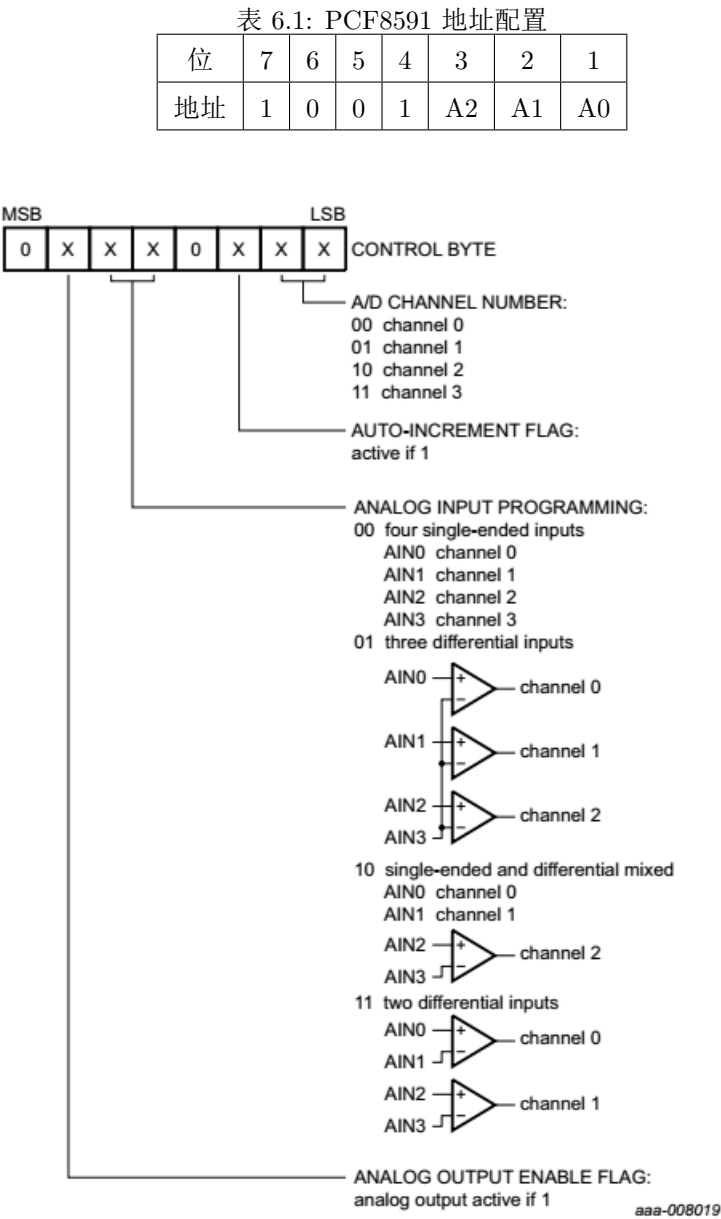 表 6.1: PCF8591 地址配置
位 7 6 5 4 3 2 1
地址 1 0 0 1 A2 A1 A0
MSB LSB
0 X X X 0 X X X CONTROL BYTE
A/D CHANNEL NUMBER:
00 channel 0
01 channel 1
10 channel 2
11 channel 3
AUTO-INCREMENT FLAG:
active if 1
ANALOG INPUT PROGRAMMING:
00 four single-ended inputs
AIN0 channel 0
AIN1 channel 1
AIN2 channel 2
AIN3 channel 3
01 three differential inputs
AIN0 + − channel 0
AIN1 + − channel 1
AIN2 + − channel 2
AIN3
10 single-ended and differential mixed
AIN0 channel 0
AIN1 channel 1
AIN2 + − channel 2
AIN3
11 two differential inputs
AIN0 + − channel 0
AIN1
AIN2 + − channel 1
AIN3
ANALOG OUTPUT ENABLE FLAG:
analog output active if 1
aaa-008019